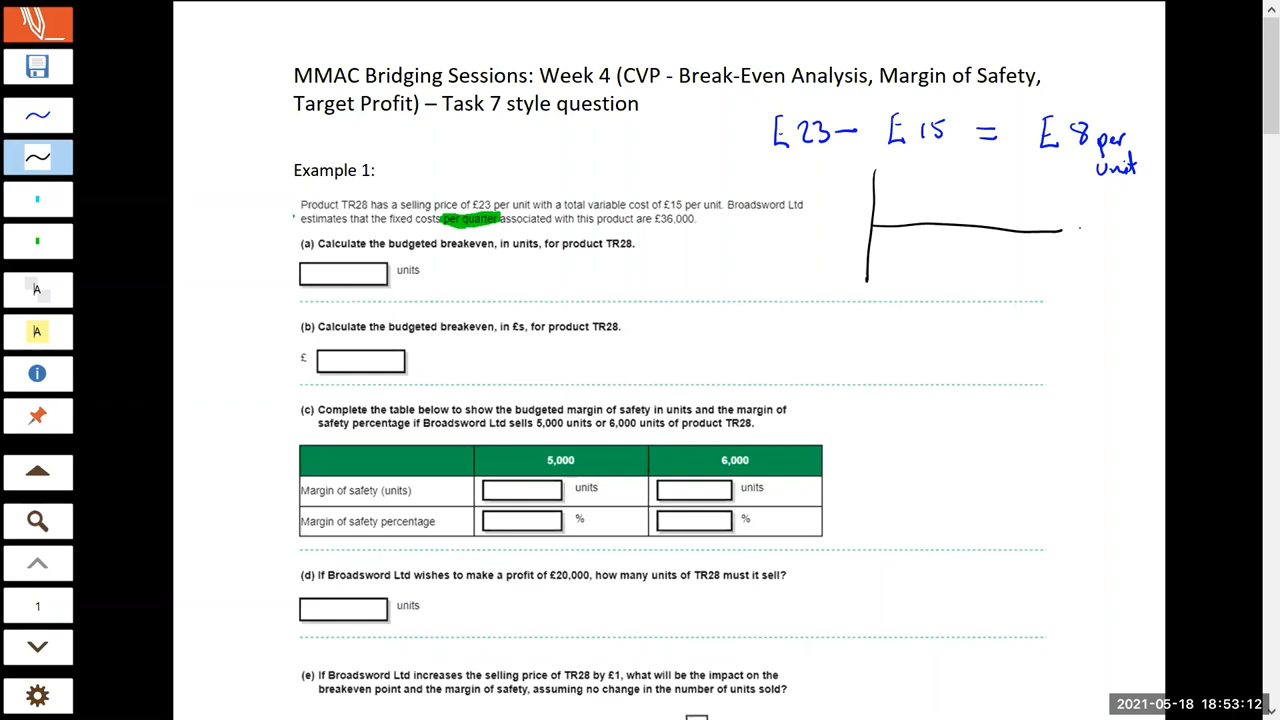 MMAC Bridging Sessions: Week 4 (CVP - Break-Even Analysis, Margin of Safety,
Target Profit) – Task 7 style question
£23 – £15 = £8 per
unit
Example 1:
Product TR28 has a selling price of £23 per unit with a total variable cost of £15 per unit. Broadsword Ltd
estimates that the fixed costs per quarter associated with this product are £36,000.
(a) Calculate the budgeted breakeven, in units, for product TR28.
units
(b) Calculate the budgeted breakeven, in £s, for product TR28.
£
(c) Complete the table below to show the budgeted margin of safety in units and the margin of
safety percentage if Broadsword Ltd sells 5,000 units or 6,000 units of product TR28.
5,000 6,000
Margin of safety (units) units units
Margin of safety percentage % %
(d) If Broadsword Ltd wishes to make a profit of £20,000, how many units of TR28 must it sell?
units
(e) If Broadsword Ltd increases the selling price of TR28 by £1, what will be the impact on the
breakeven point and the margin of safety, assuming no change in the number of units sold?
A
A
1
2021-05-18 18:53:12